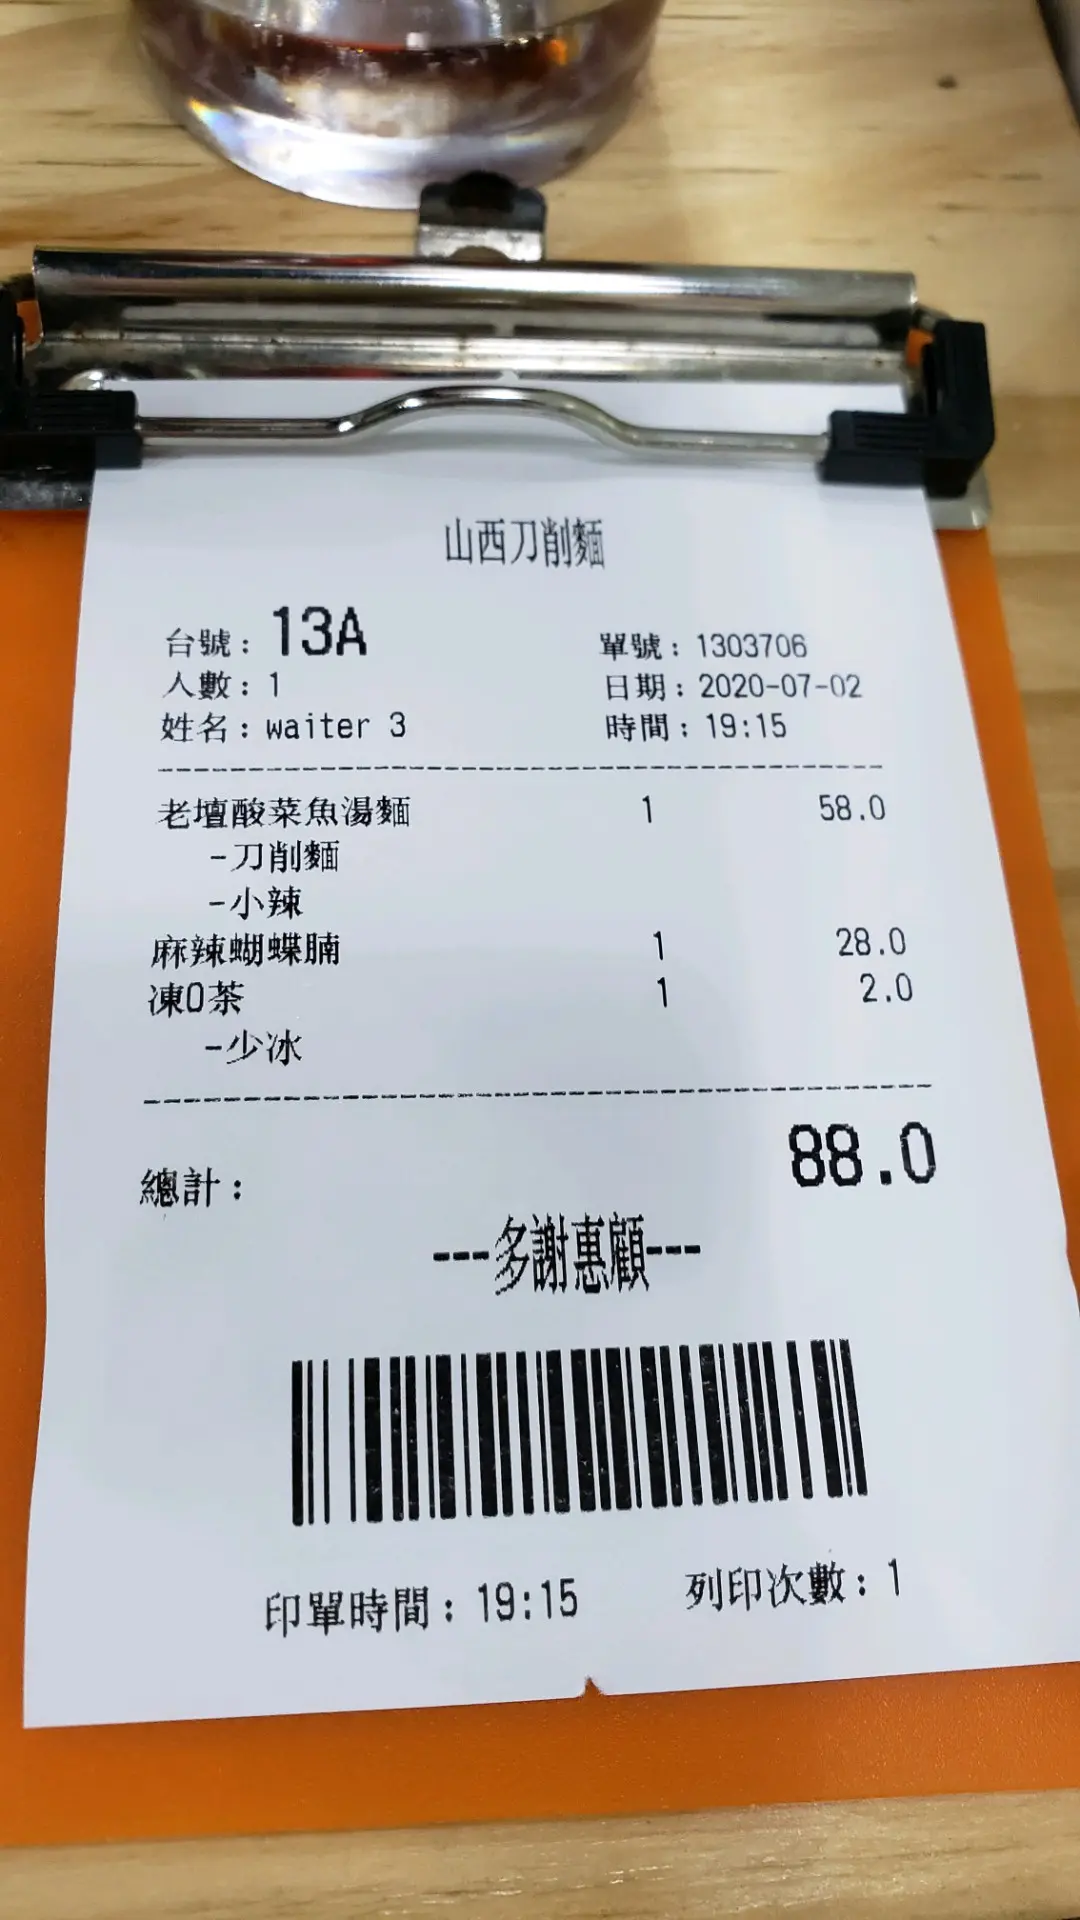 山西刀削麵
台號：13A 單號：1303706
人數：1 日期：2020-07-02
姓名：waiter 3 時間：19:15
老壇酸菜魚湯麵 1 58.0
-刀削麵
-小辣
麻辣蝴蝶腩 1 28.0
凍0茶 1 2.0
-少冰
總計： 88.0
---多謝惠顧---
印單時間：19:15 列印次數：1